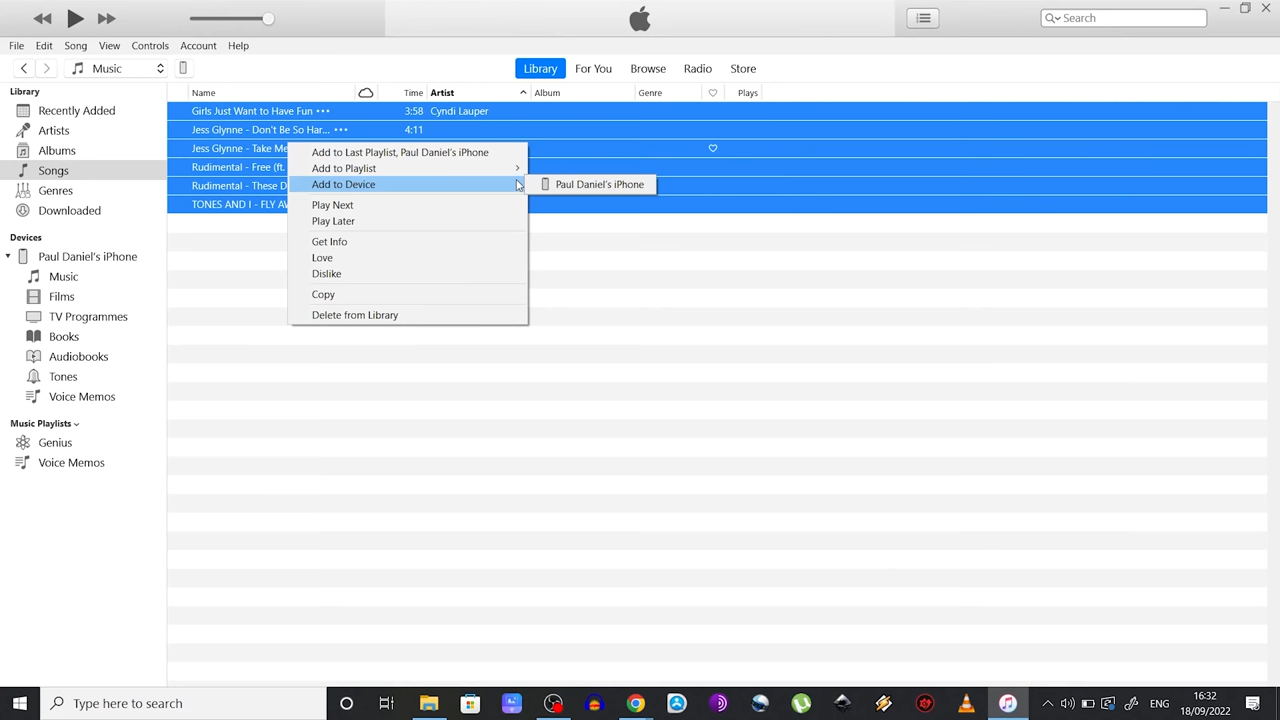 Search
File Edit Song View Controls Account Help
Music
Library For You Browse Radio Store
Library
Recently Added
Artists
Albums
Songs
Genres
Downloaded
Devices
Paul Daniel's iPhone
Music
Films
TV Programmes
Books
Audiobooks
Tones
Voice Memos
Music Playlists
Genius
Voice Memos
Name Time Artist Album Genre Plays
Girls Just Want to Have Fun ••• 3:58 Cyndi Lauper
Jess Glynne - Don't Be So Har... ••• 4:11
Jess Glynne - Take Me
Rudimental - Free (ft.
Rudimental - These D
TONES AND I - FLY AW
Add to Last Playlist, Paul Daniel's iPhone
Add to Playlist
Add to Device
Paul Daniel's iPhone
Play Next
Play Later
Get Info
Love
Dislike
Copy
Delete from Library
Type here to search
ENG
16:32
18/09/2022